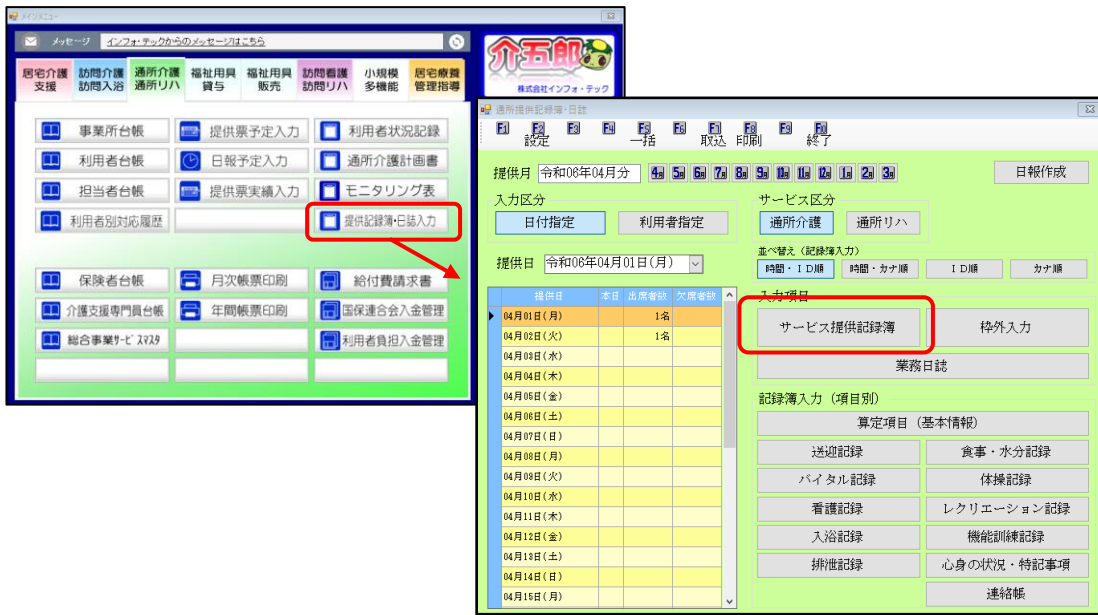 メインメニュー
メッセージ インフォ・テックからのメッセージはこちら
居宅介護支援 訪問介護訪問入浴 通所介護通所リハ 福祉用具貸与 福祉用具販売 訪問看護訪問リハ 小規模多機能 居宅療養管理指導
介五郎
株式会社インフォ・テック
事業所台帳 提供票予定入力 利用者状況記録
利用者台帳 日報予定入力 通所介護計画書
担当者台帳 提供票実績入力 モニタリング表
利用者別対応履歴 提供記録簿・日誌入力
保険者台帳 月次帳票印刷 給付費請求書
介護支援専門員台帳 年間帳票印刷 国保連合会入金管理
総合事業ｻｰﾋﾞｽﾏｽﾀ 利用者負担入金管理
通所提供記録簿・日誌
F1 F2 F3 F4 F5 F6 F7 F8 F9 F10
設定 一括 取込 印刷 終了
提供月 令和06年04月分 4月 5月 6月 7月 8月 9月 10月 11月 12月 1月 2月 3月 日報作成
入力区分 サービス区分
日付指定 利用者指定 通所介護 通所リハ
並べ替え（記録簿入力）
提供日 令和06年04月01日(月) 時間・ID順 時間・カナ順 ID順 カナ順
提供日 本日 出席者数 欠席者数
04月01日(月) 1名
04月02日(火) 1名
04月03日(水)
04月04日(木)
04月05日(金)
04月06日(土)
04月07日(日)
04月08日(月)
04月09日(火)
04月10日(水)
04月11日(木)
04月12日(金)
04月13日(土)
04月14日(日)
04月15日(月)
入力項目
サービス提供記録簿 枠外入力
業務日誌
記録簿入力（項目別）
算定項目（基本情報）
送迎記録 食事・水分記録
バイタル記録 体操記録
看護記録 レクリエーション記録
入浴記録 機能訓練記録
排泄記録 心身の状況・特記事項
連絡帳